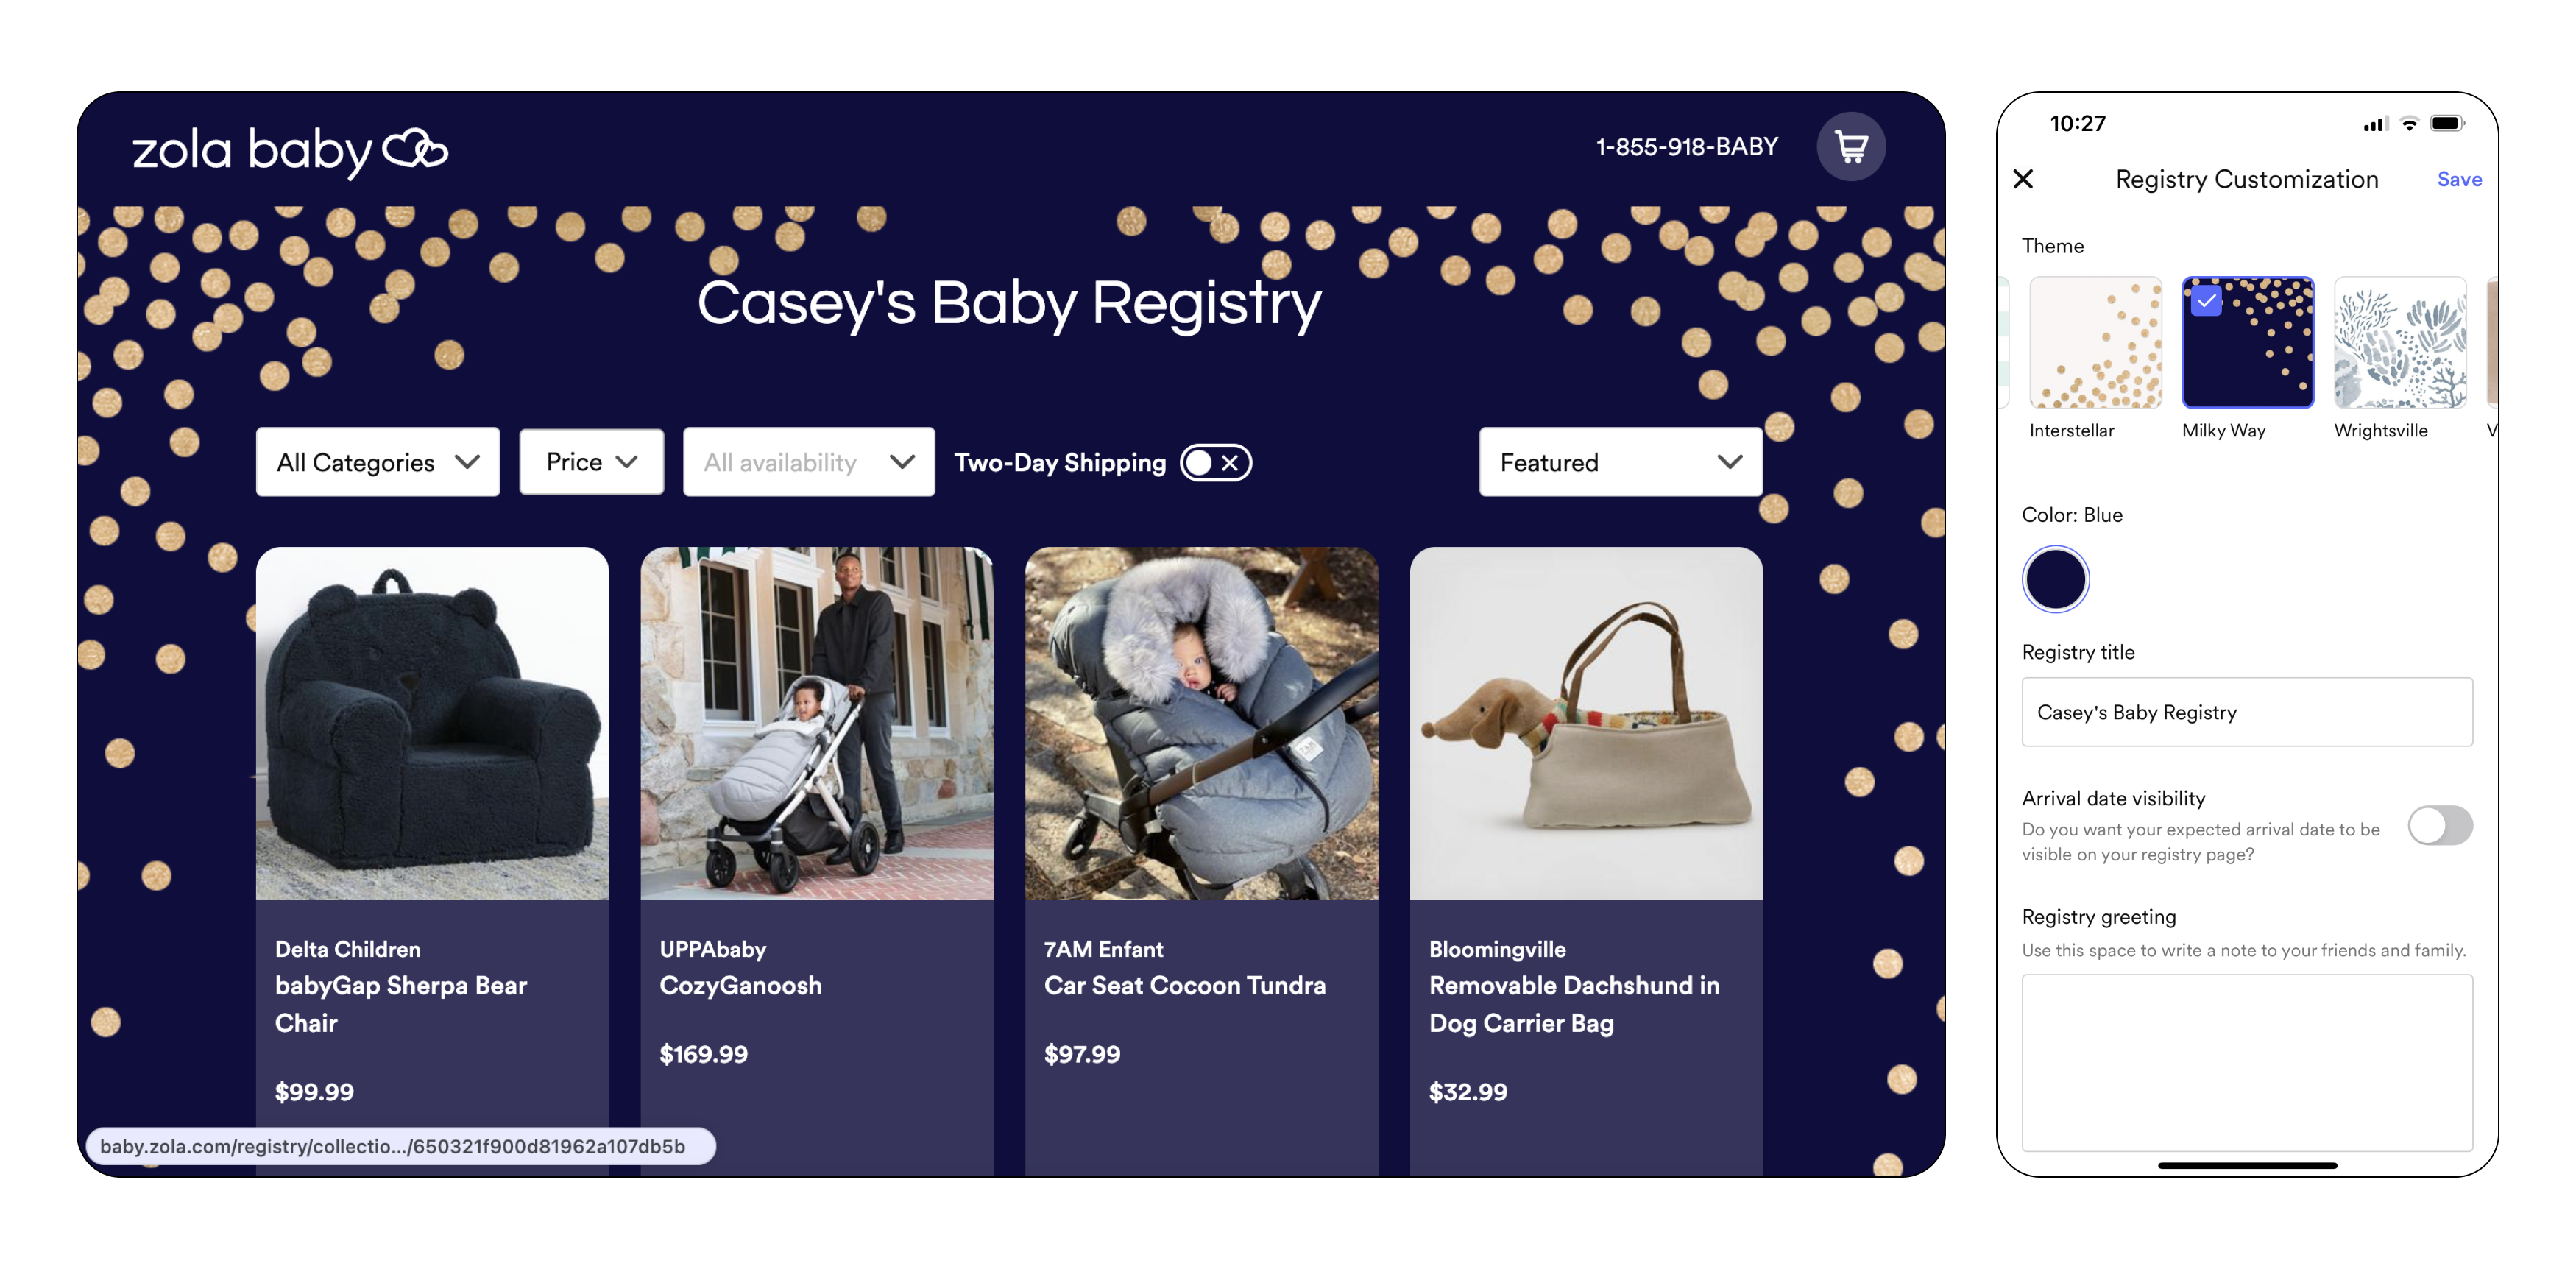 zola baby
1-855-918-BABY
Casey's Baby Registry
All Categories
Price
All availability
Two-Day Shipping
Featured
Delta Children
babyGap Sherpa Bear
Chair
$99.99
UPPAbaby
CozyGanoosh
$169.99
7AM Enfant
Car Seat Cocoon Tundra
$97.99
Bloomingville
Removable Dachshund in
Dog Carrier Bag
$32.99
baby.zola.com/registry/collectio.../650321f900d81962a107db5b
10:27
Registry Customization
Save
Theme
Interstellar
Milky Way
Wrightsville
V
Color: Blue
Registry title
Casey's Baby Registry
Arrival date visibility
Do you want your expected arrival date to be
visible on your registry page?
Registry greeting
Use this space to write a note to your friends and family.